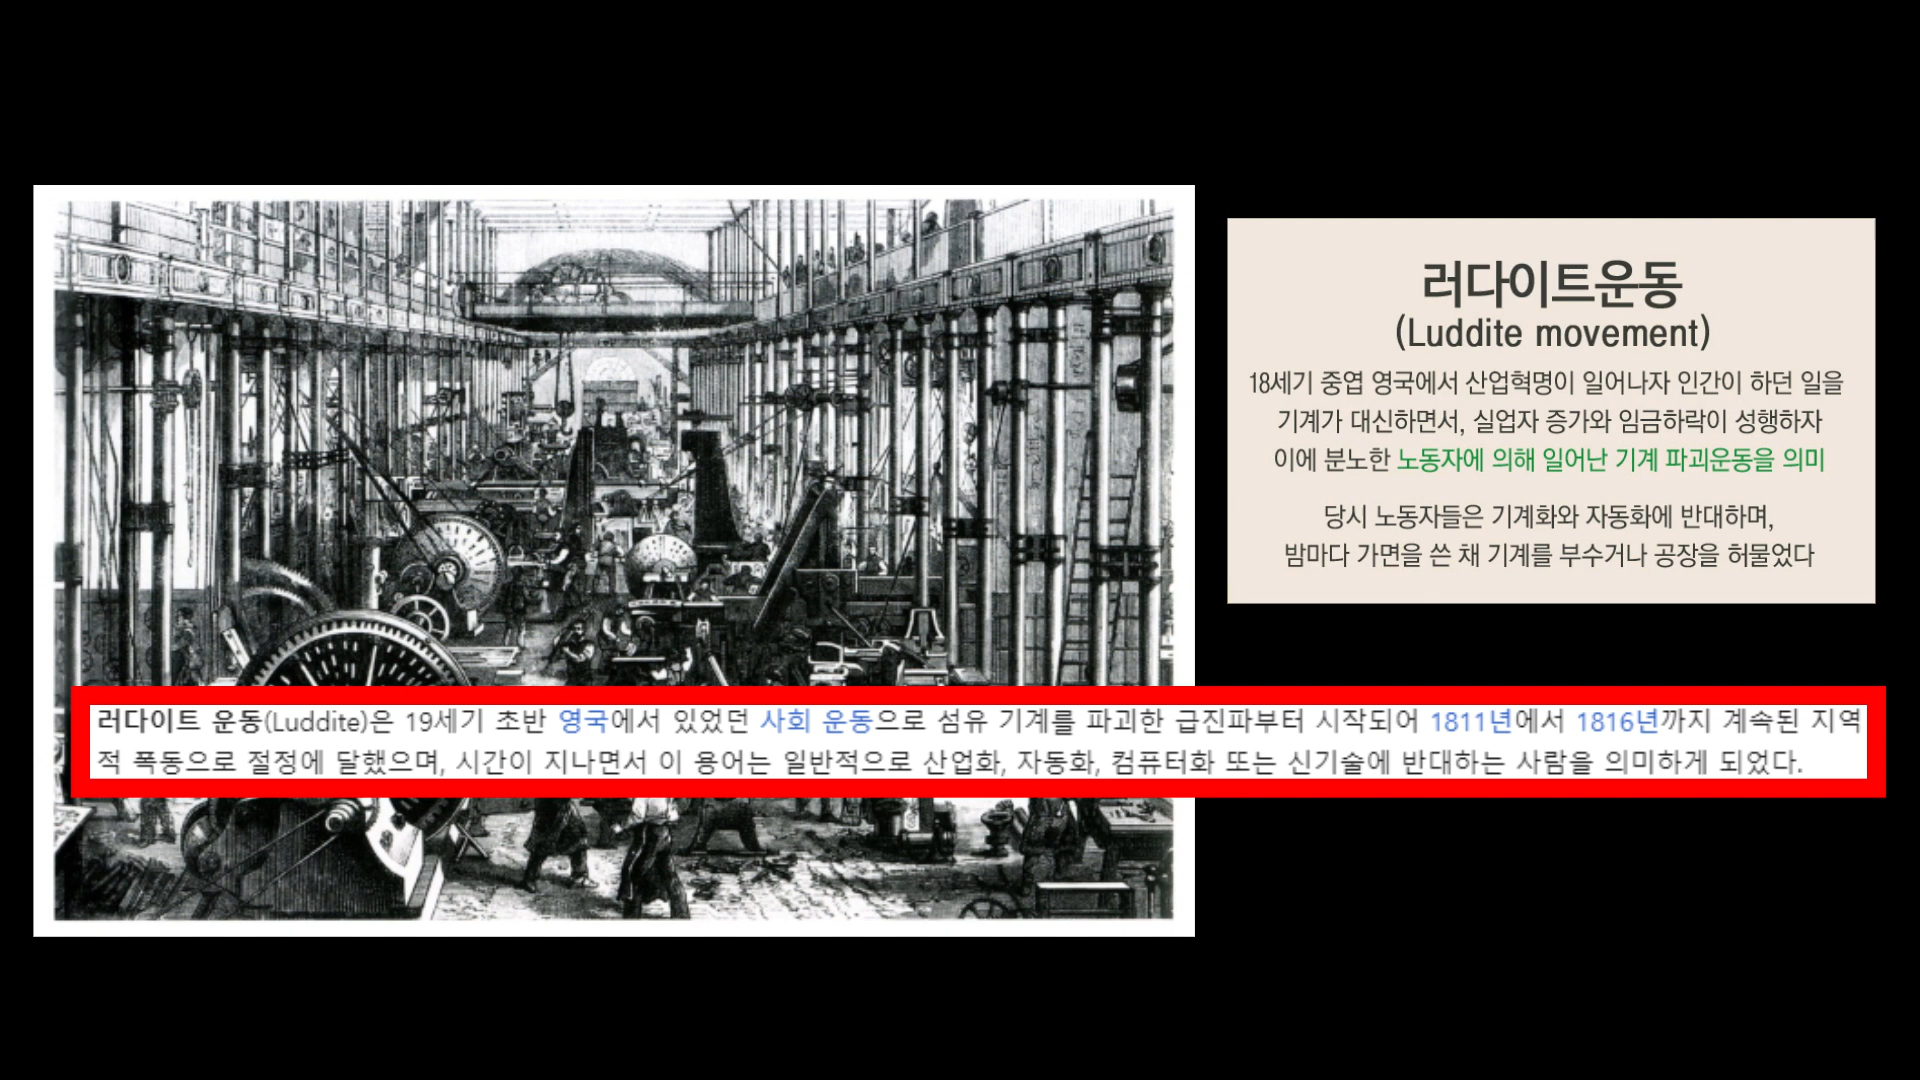 러다이트운동
(Luddite movement)
18세기 중엽 영국에서 산업혁명이 일어나자 인간이 하던 일을
기계가 대신하면서, 실업자 증가와 임금하락이 성행하자
이에 분노한 노동자에 의해 일어난 기계 파괴운동을 의미
당시 노동자들은 기계화와 자동화에 반대하며,
밤마다 가면을 쓴 채 기계를 부수거나 공장을 허물었다
러다이트 운동(Luddite)은 19세기 초반 영국에서 있었던 사회 운동으로 섬유 기계를 파괴한 급진파부터 시작되어 1811년에서 1816년까지 계속된 지역
적 폭동으로 절정에 달했으며, 시간이 지나면서 이 용어는 일반적으로 산업화, 자동화, 컴퓨터화 또는 신기술에 반대하는 사람을 의미하게 되었다.